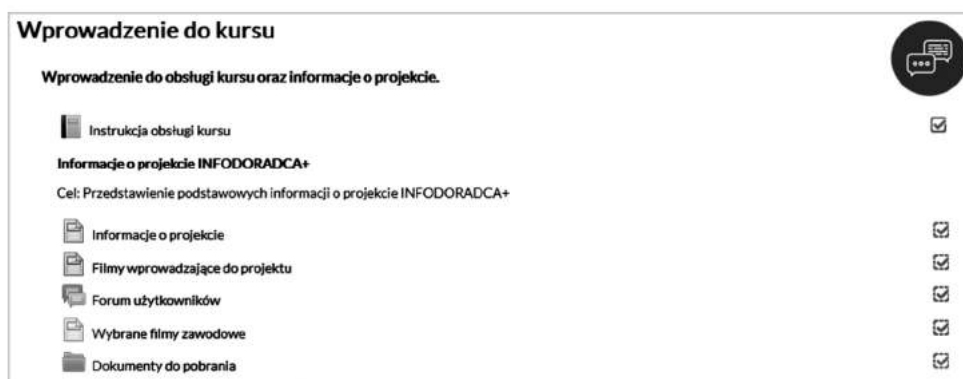 Wprowadzenie do kursu
Wprowadzenie do obsługi kursu oraz informacje o projekcie.
Instrukcja obsługi kursu
Informacje o projekcie INFODORADCA+
Cel: Przedstawienie podstawowych informacji o projekcie INFODORADCA+
Informacje o projekcie
Filmy wprowadzające do projektu
Forum użytkowników
Wybrane filmy zawodowe
Dokumenty do pobrania